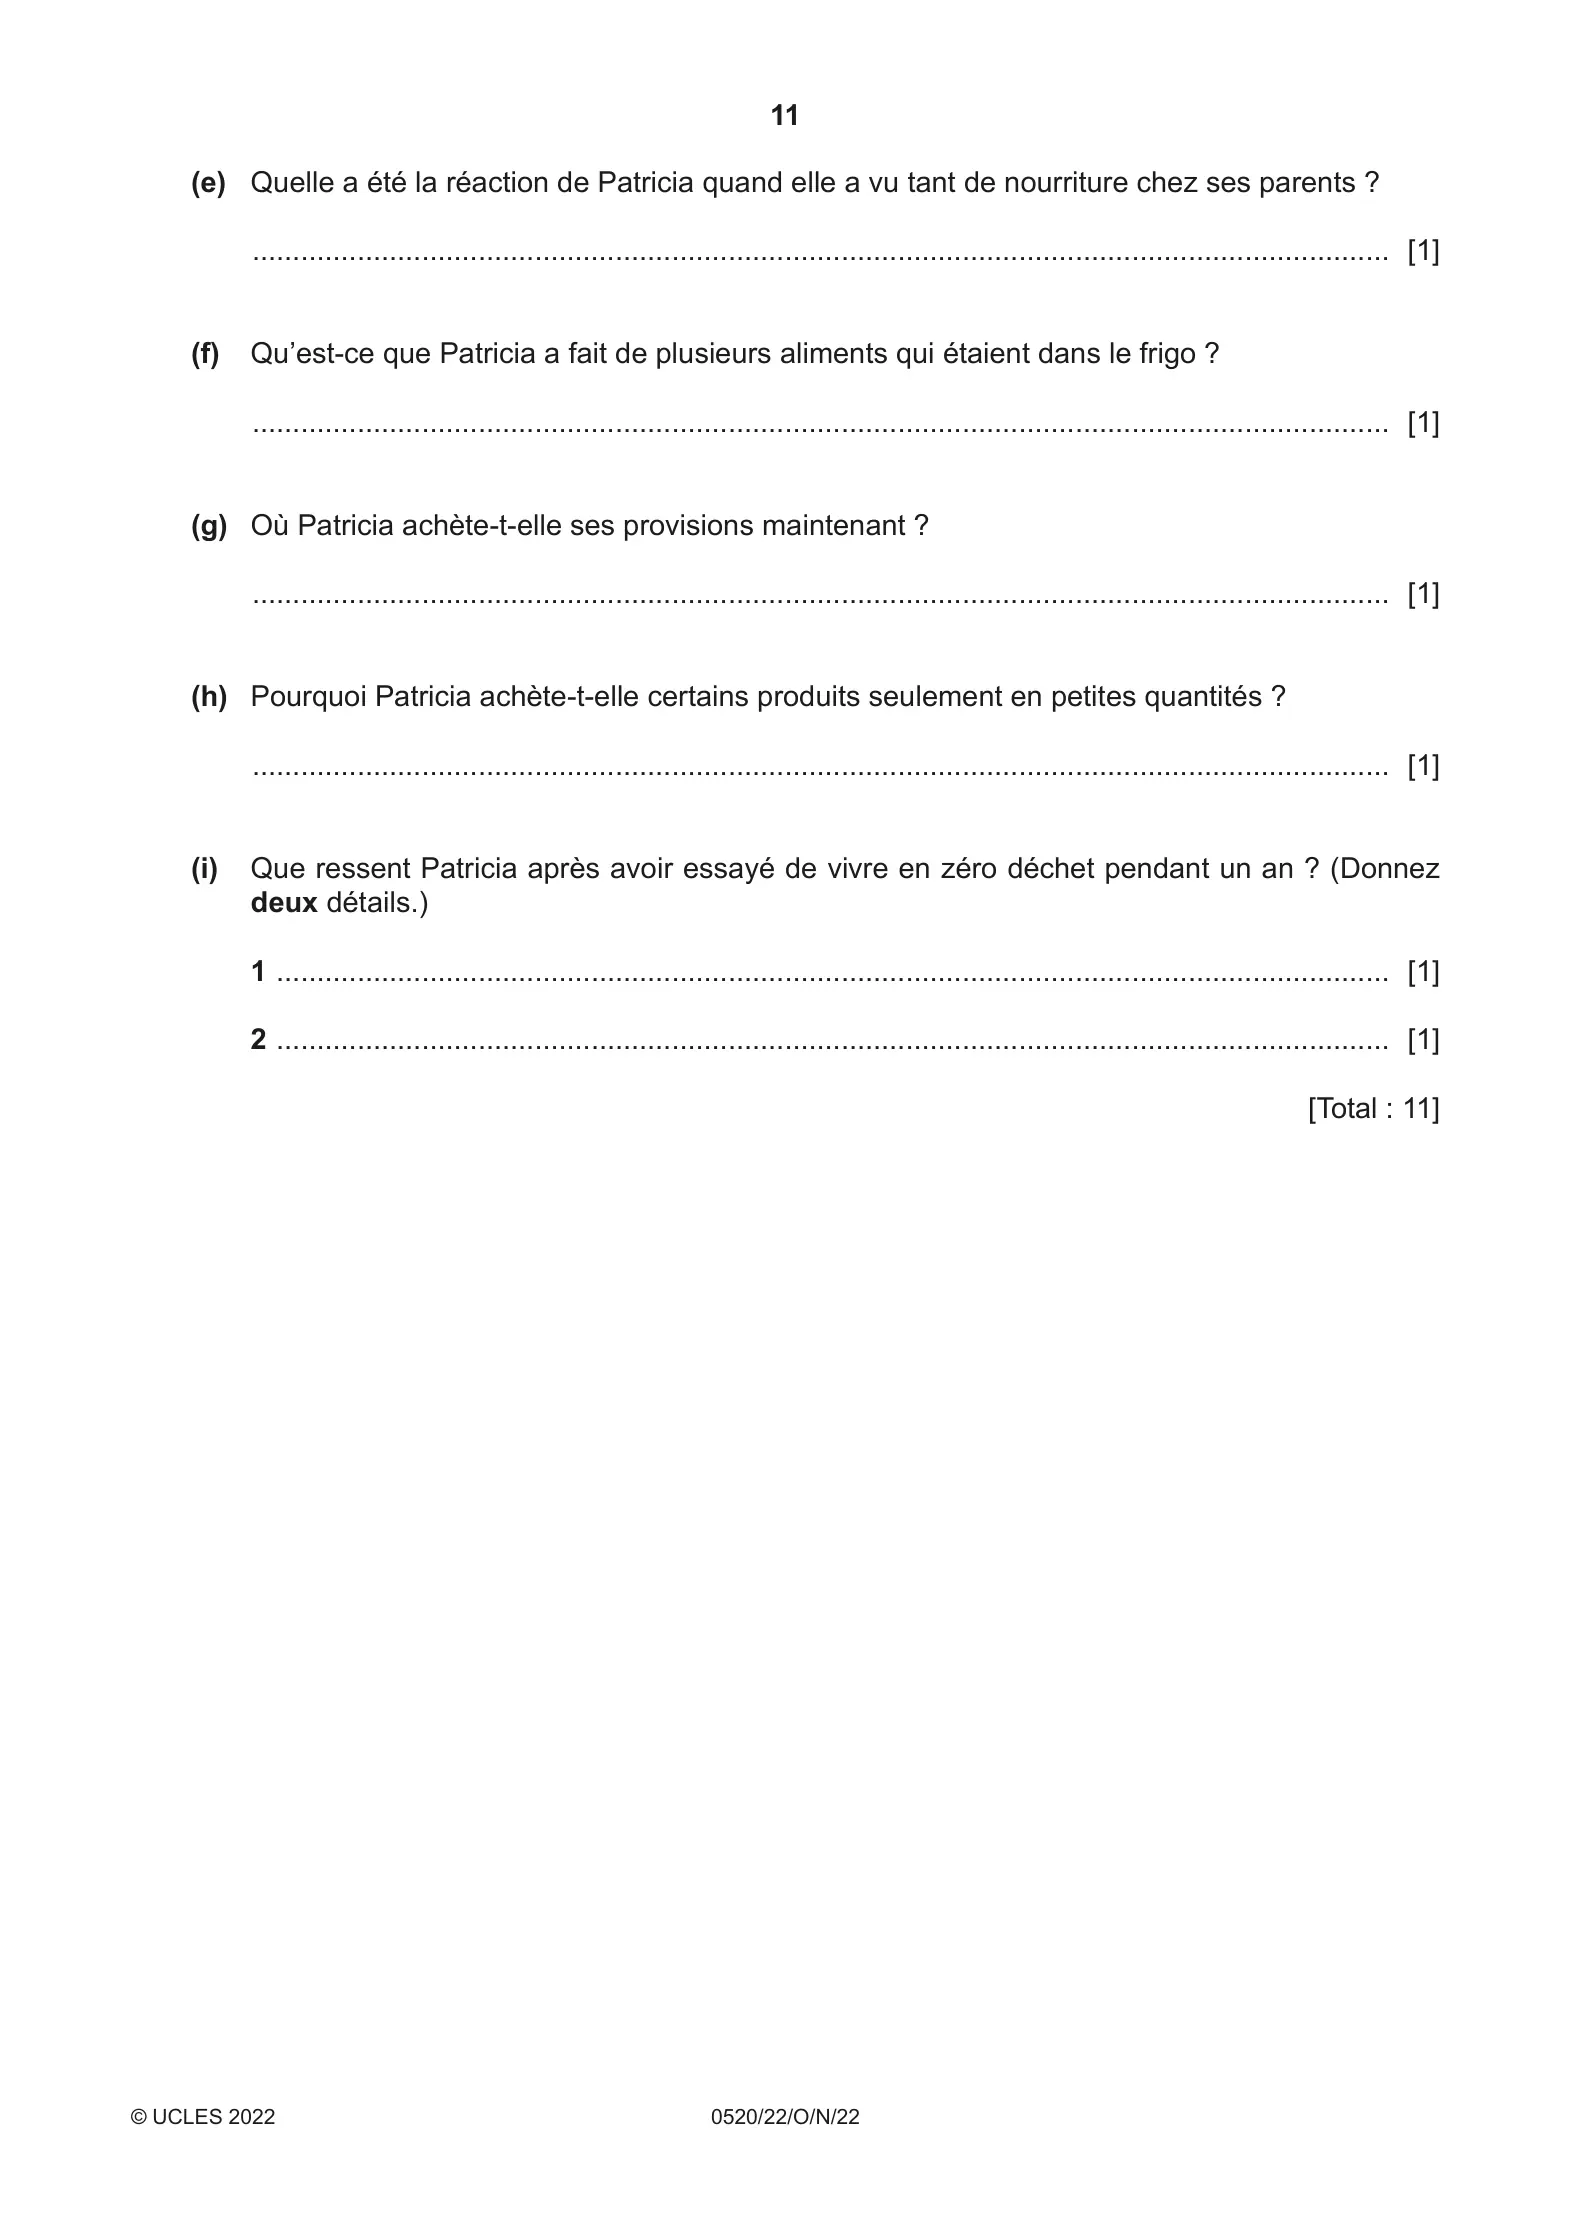 11
(e) Quelle a été la réaction de Patricia quand elle a vu tant de nourriture chez ses parents ?
.......................................................................................................................................... [1]
(f) Qu’est-ce que Patricia a fait de plusieurs aliments qui étaient dans le frigo ?
.......................................................................................................................................... [1]
(g) Où Patricia achète-t-elle ses provisions maintenant ?
.......................................................................................................................................... [1]
(h) Pourquoi Patricia achète-t-elle certains produits seulement en petites quantités ?
.......................................................................................................................................... [1]
(i) Que ressent Patricia après avoir essayé de vivre en zéro déchet pendant un an ? (Donnez
deux détails.)
1 ....................................................................................................................................... [1]
2 ....................................................................................................................................... [1]
[Total : 11]
© UCLES 2022 0520/22/O/N/22